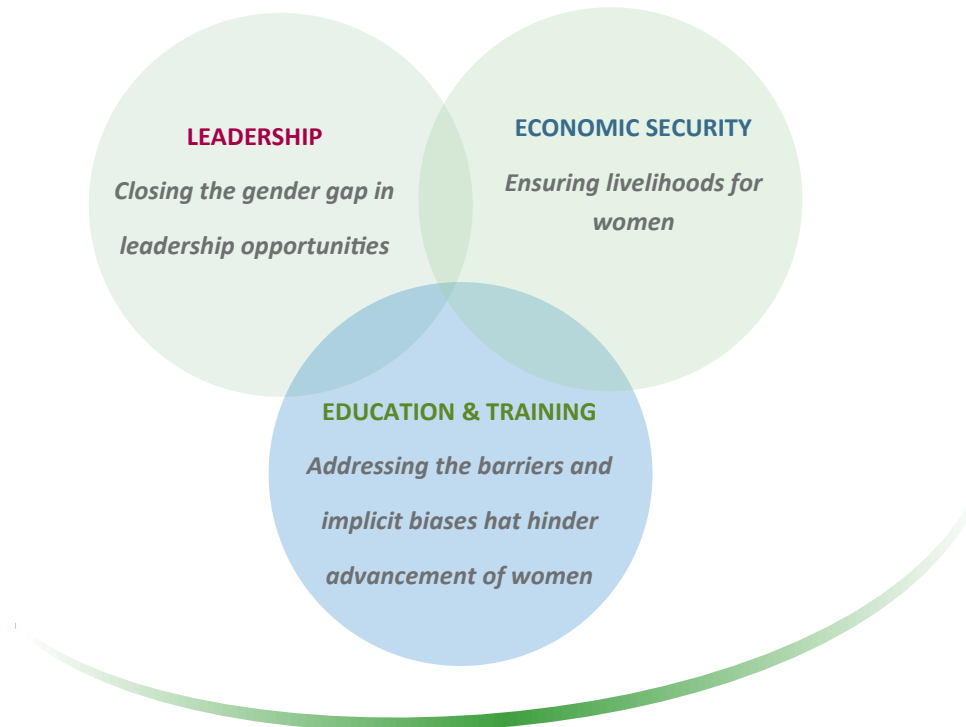 LEADERSHIP
Closing the gender gap in
leadership opportunities
ECONOMIC SECURITY
Ensuring livelihoods for
women
EDUCATION & TRAINING
Addressing the barriers and
implicit biases hat hinder
advancement of women